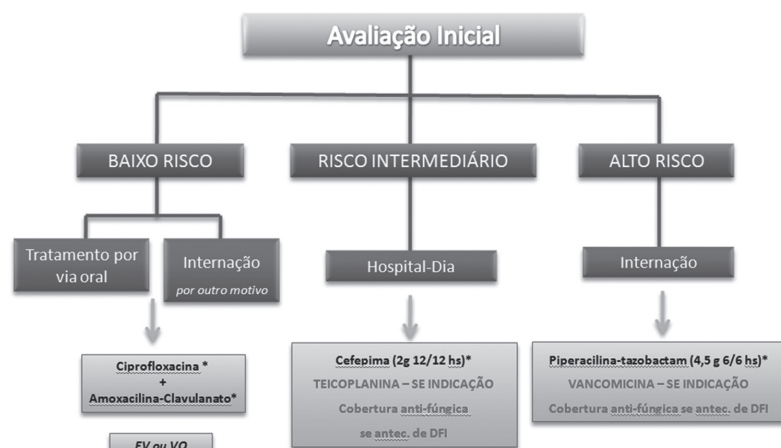 Avaliação Inicial
BAIXO RISCO
RISCO INTERMEDIÁRIO
ALTO RISCO
Tratamento por
via oral
Internação
por outro motivo
Hospital-Dia
Internação
Ciprofloxacina *
+
Amoxacilina-Clavulanato*
Cefepima (2g 12/12 hs)*
TEICOPLANINA – SE INDICAÇÃO
Cobertura anti-fúngica
se antec. de DFI
Piperacilina-tazobactam (4,5 g 6/6 hs)*
VANCOMICINA – SE INDICAÇÃO
Cobertura anti-fúngica se antec. de DFI
EV ou VO